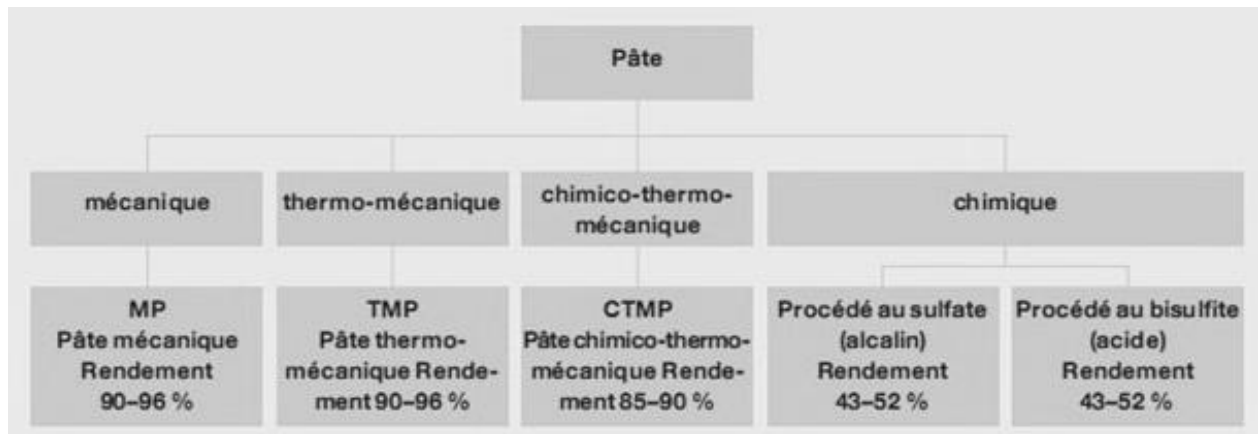 Pâte
mécanique
thermo-mécanique
chimico-thermo-
mécanique
chimique
MP
Pâte mécanique
Rendement
90–96 %
TMP
Pâte thermo-
mécanique Rende-
ment 90–96 %
CTMP
Pâte chimico-thermo-
mécanique Rende-
ment 85–90 %
Procédé au sulfate
(alcalin)
Rendement
43–52 %
Procédé au bisulfite
(acide)
Rendement
43–52 %